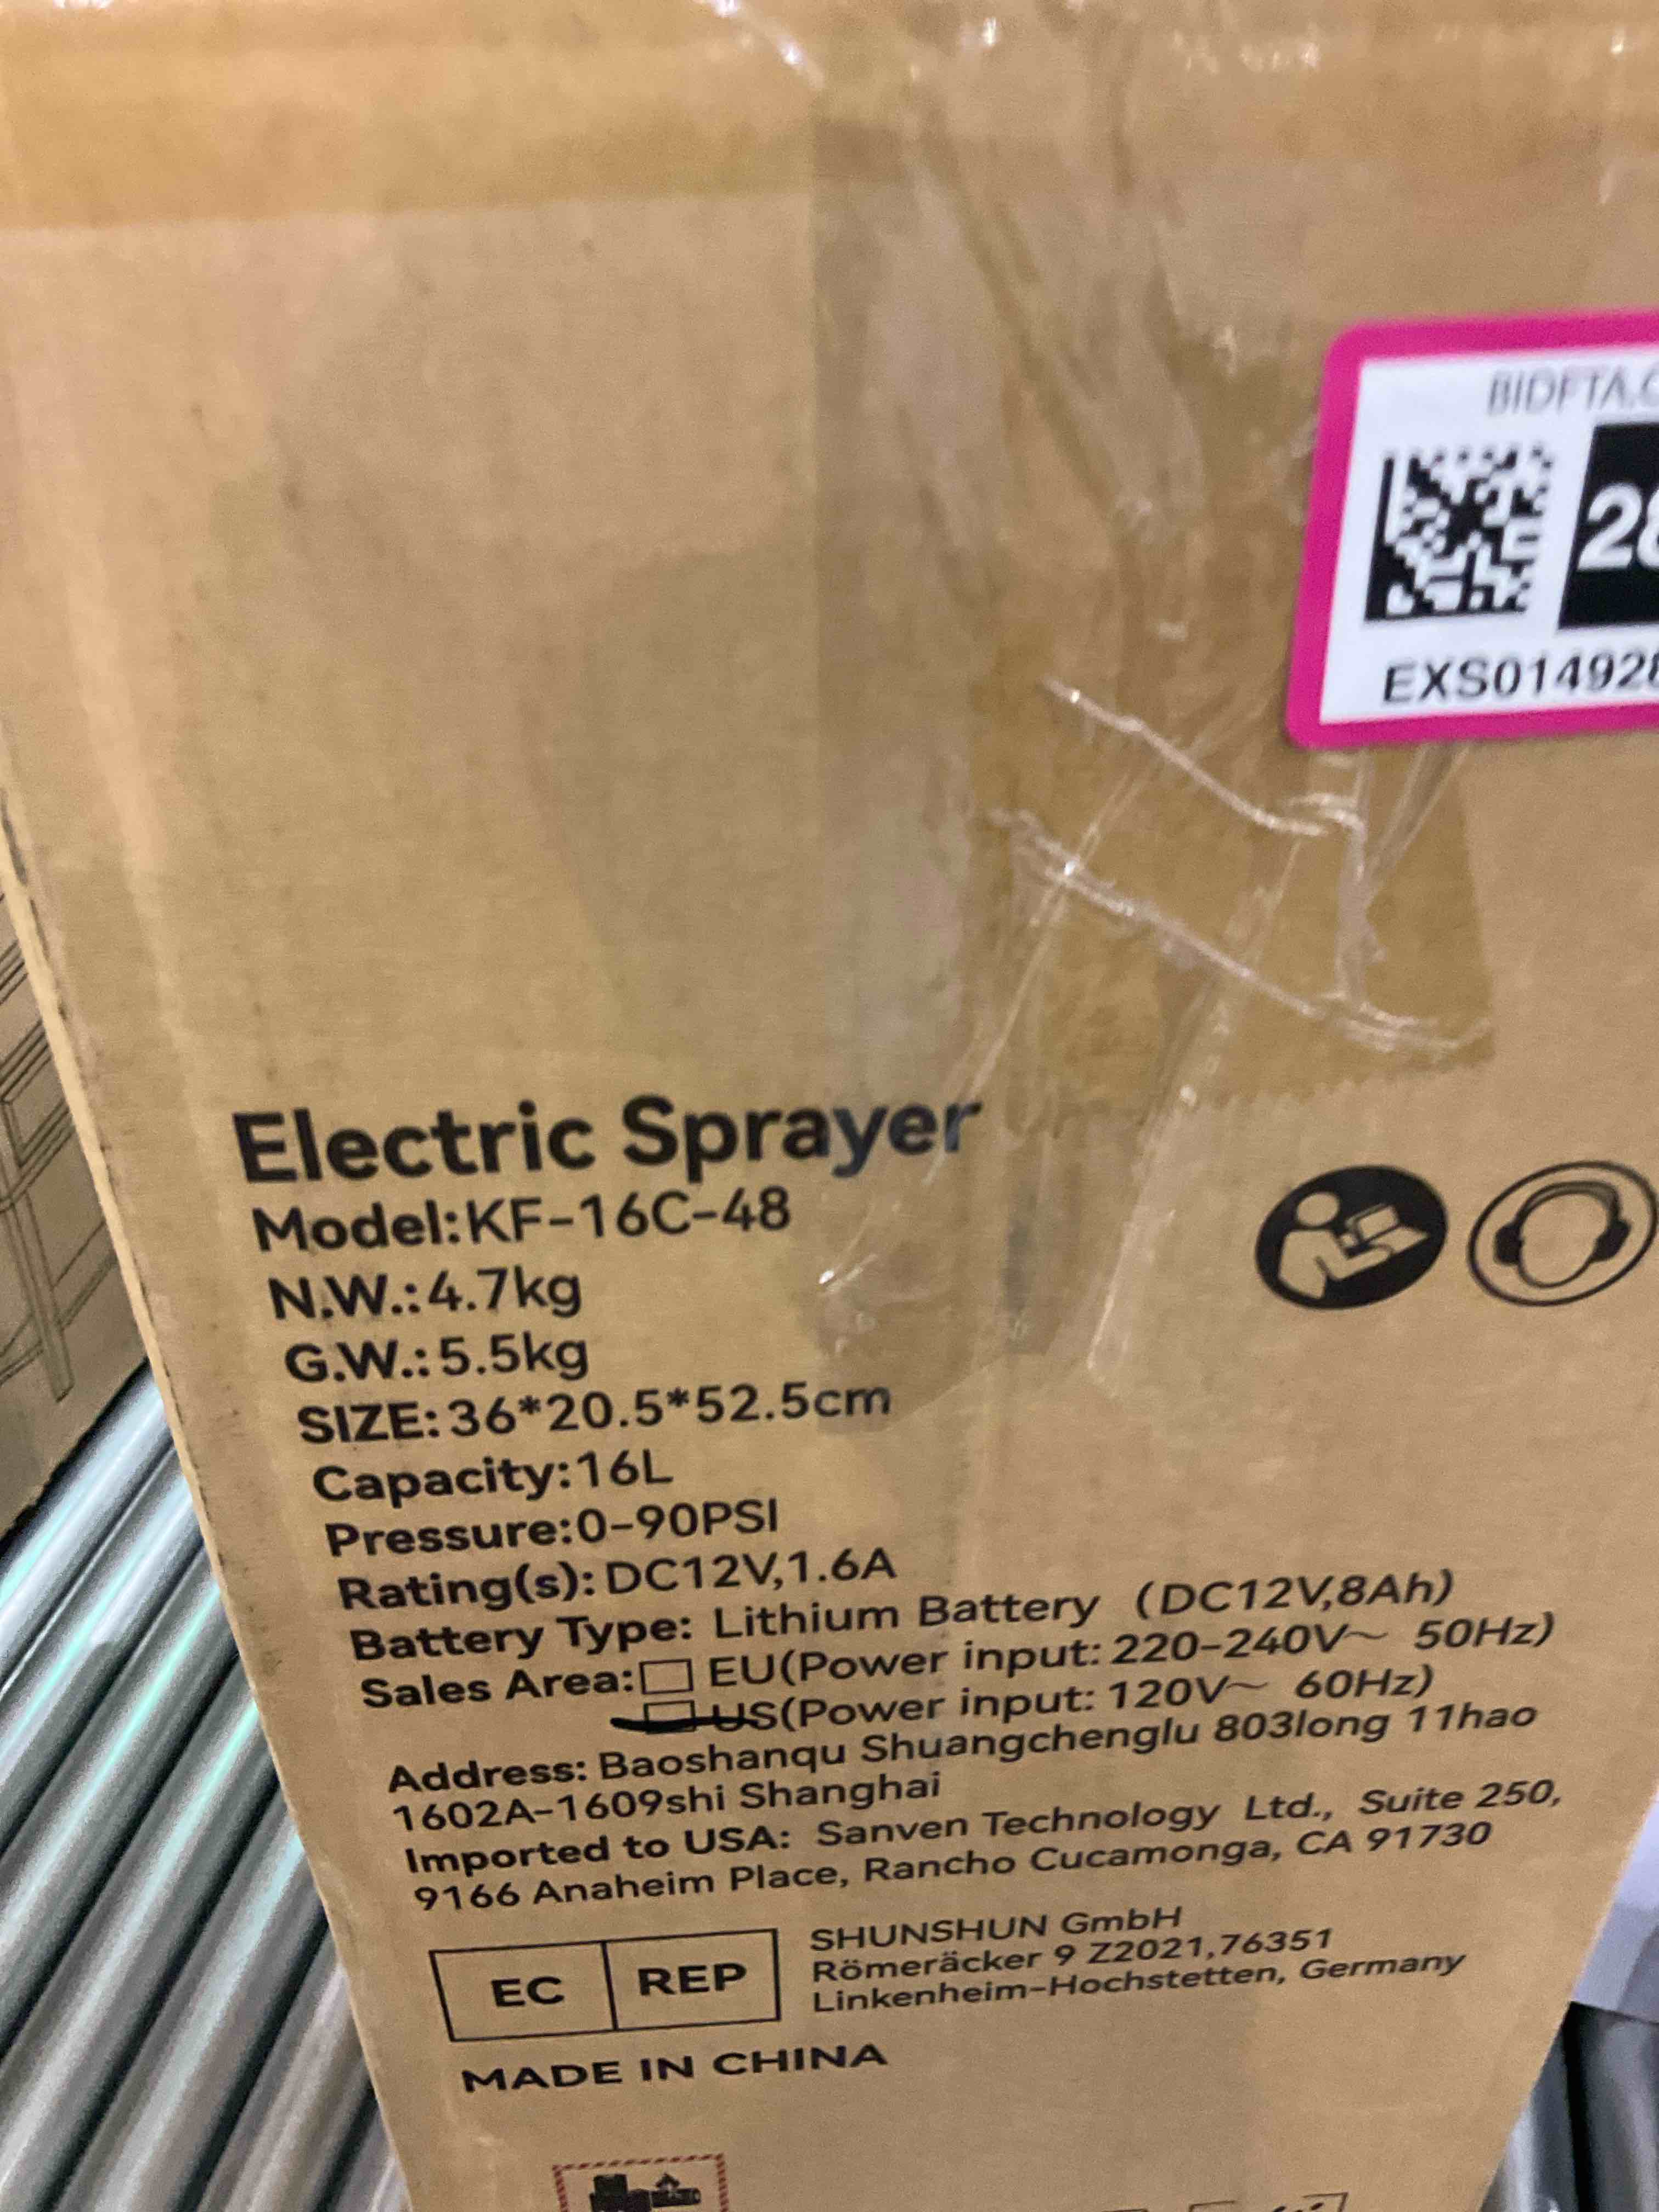 BIDFTA.C
28
EXS014928
Electric Sprayer
Model:KF-16C-48
N.W.:4.7kg
G.W.:5.5kg
SIZE:36*20.5*52.5cm
Capacity:16L
Pressure:0-90PSI
Rating(s):DC12V,1.6A
Battery Type: Lithium Battery (DC12V,8Ah)
Sales Area:□ EU(Power input: 220-240V～ 50Hz)
□ US(Power input: 120V～ 60Hz)
Address: Baoshanqu Shuangchenglu 803long 11hao
1602A-1609shi Shanghai
Imported to USA: Sanven Technology Ltd., Suite 250,
9166 Anaheim Place, Rancho Cucamonga, CA 91730
EC REP
SHUNSHUN GmbH
Römeräcker 9 Z2021,76351
Linkenheim-Hochstetten, Germany
MADE IN CHINA